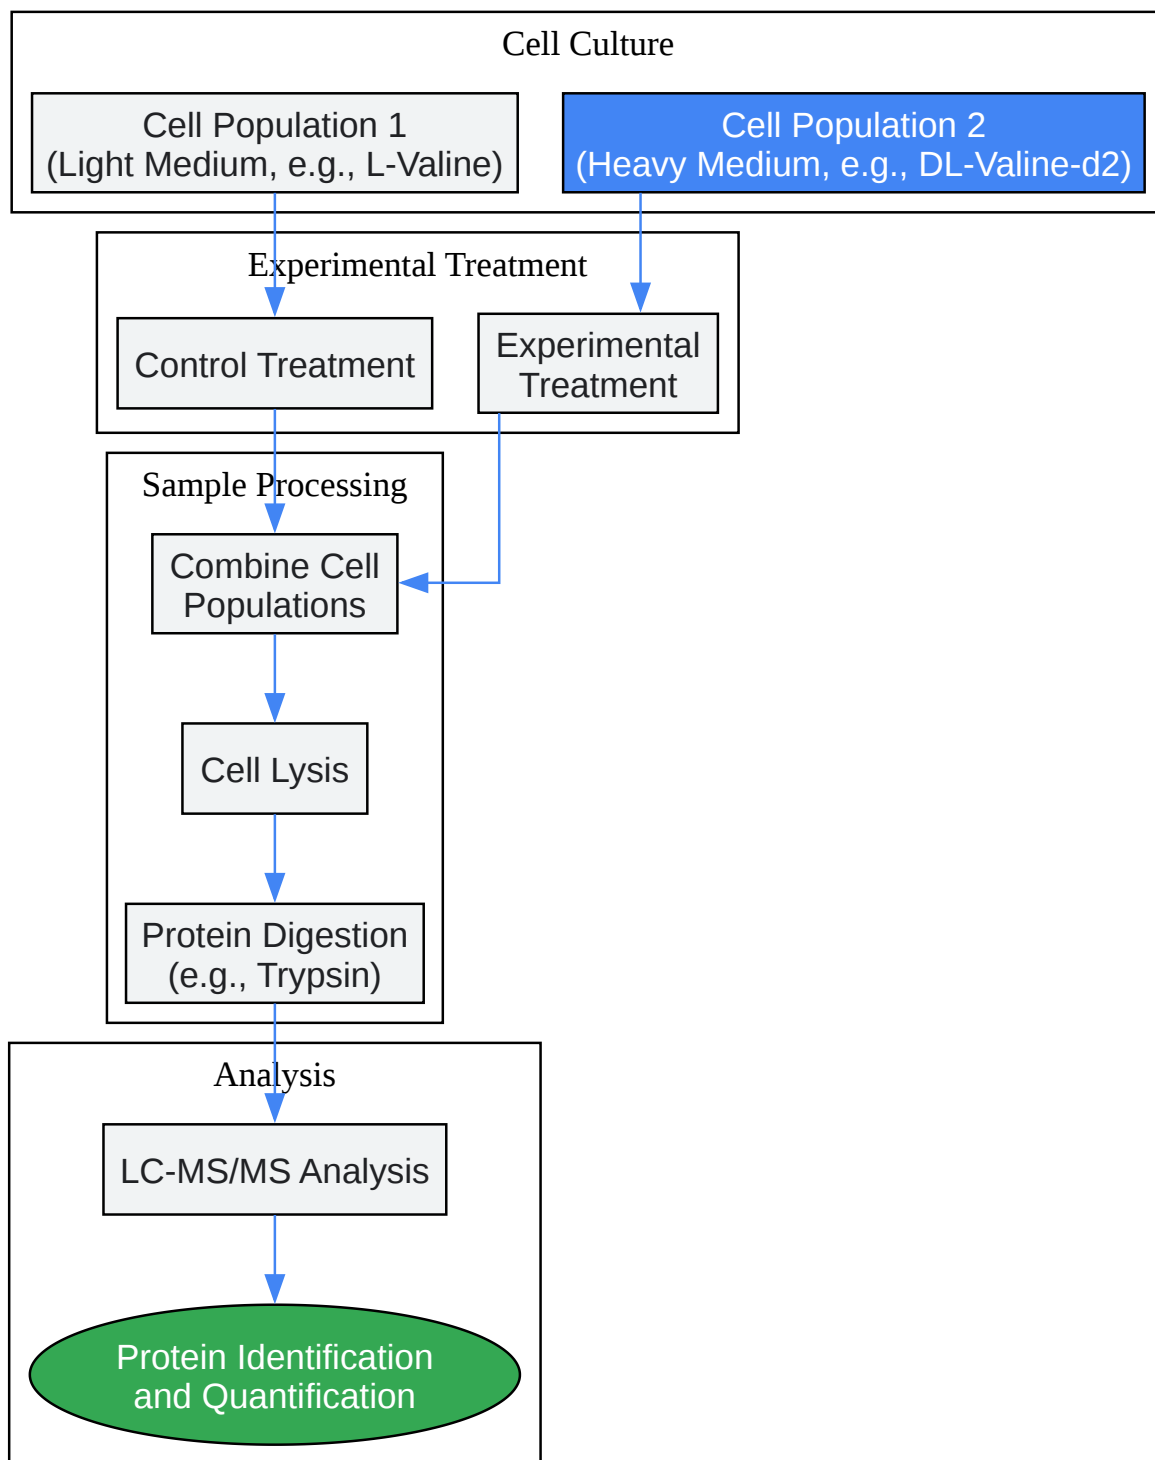 Cell Culture
Cell Population 1
(Light Medium, e.g., L-Valine)
Cell Population 2
(Heavy Medium, e.g., DL-Valine-d2)
Experimental Treatment
Control Treatment
Experimental
Treatment
Sample Processing
Combine Cell
Populations
Cell Lysis
Protein Digestion
(e.g., Trypsin)
Analysis
LC-MS/MS Analysis
Protein Identification
and Quantification